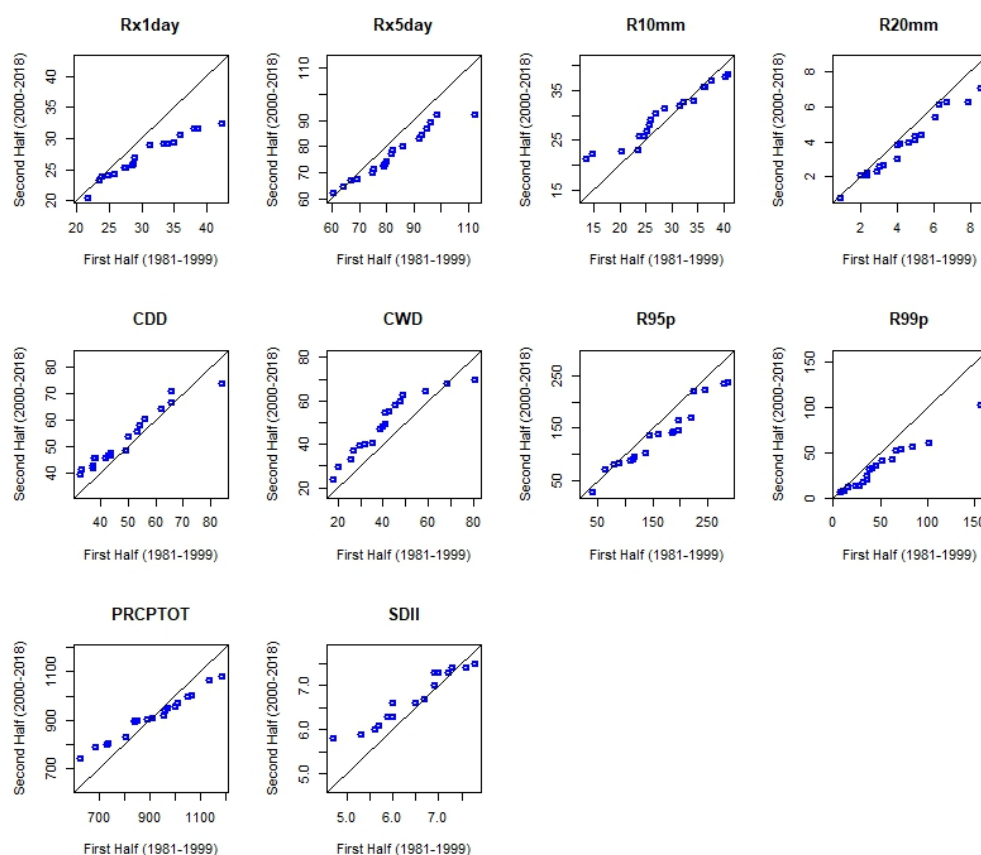 Rx1day
Second Half (2000-2018)
40
35
30
25
20
20 25 30 35 40
First Half (1981-1999)
Rx5day
Second Half (2000-2018)
110
90
80
70
60
60 70 80 90 110
First Half (1981-1999)
R10mm
Second Half (2000-2018)
35
25
15
15 20 25 30 35 40
First Half (1981-1999)
R20mm
Second Half (2000-2018)
8
6
4
2
2 4 6 8
First Half (1981-1999)
CDD
Second Half (2000-2018)
80
70
60
50
40
40 50 60 70 80
First Half (1981-1999)
CWD
Second Half (2000-2018)
80
60
40
20
20 30 40 50 60 70 80
First Half (1981-1999)
R95p
Second Half (2000-2018)
250
150
50
50 150 250
First Half (1981-1999)
R99p
Second Half (2000-2018)
150
100
50
0
0 50 100 150
First Half (1981-1999)
PRCPTOT
Second Half (2000-2018)
1100
900
700
700 900 1100
First Half (1981-1999)
SDII
Second Half (2000-2018)
7.0
6.0
5.0
5.0 6.0 7.0
First Half (1981-1999)